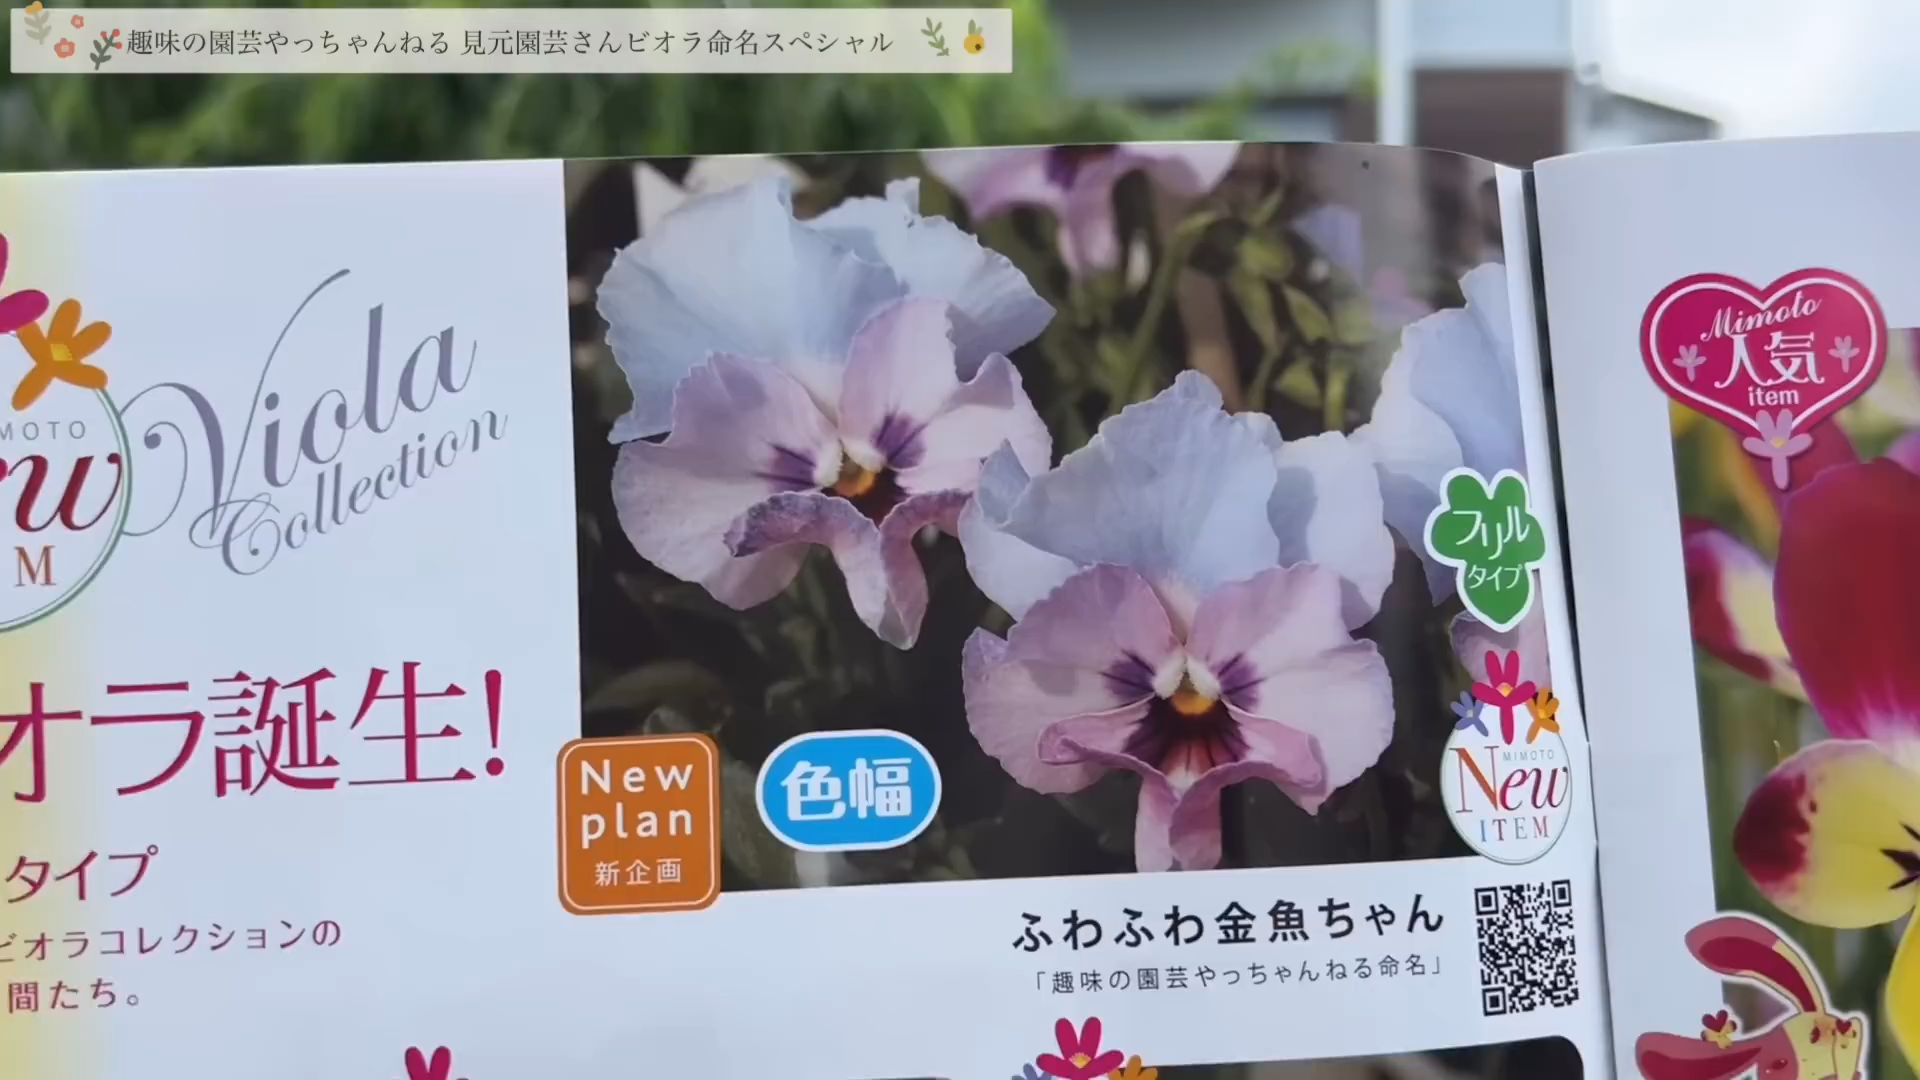 趣味の園芸やっちゃんねる 見元園芸さんビオラ命名スペシャル
Viola
Collection
MOTO
M
オラ誕生!
タイプ
ビオラコレクションの
間たち。
フリル
タイプ
MIMOTO
New
ITEM
New
plan
新企画
色幅
ふわふわ金魚ちゃん
「趣味の園芸やっちゃんねる命名」
Mimoto
人気
item